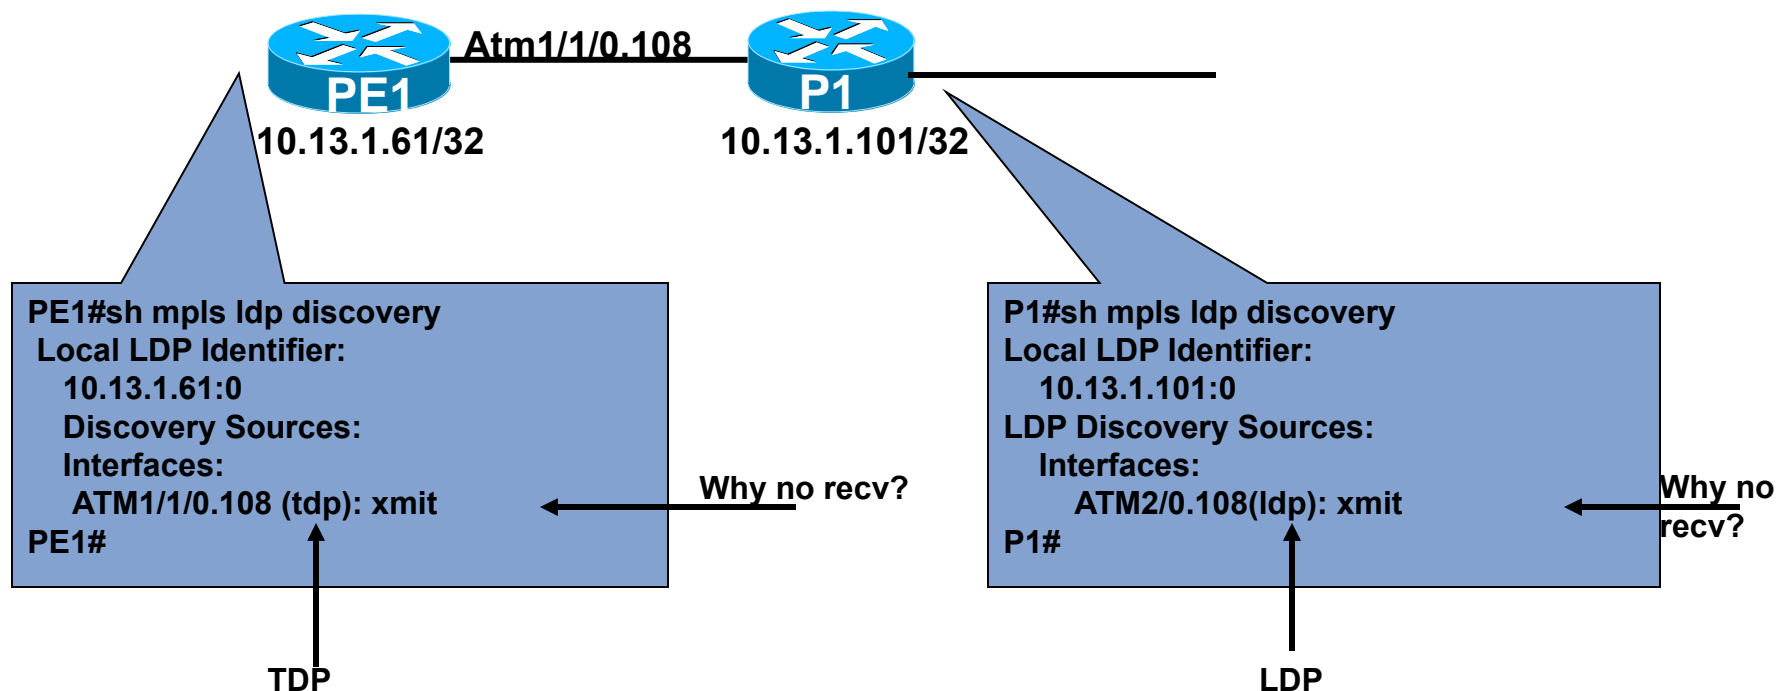 Atm1/1/0.108
PE1
P1
10.13.1.61/32
10.13.1.101/32
PE1#sh mpls ldp discovery
Local LDP Identifier:
10.13.1.61:0
Discovery Sources:
Interfaces:
ATM1/1/0.108 (tdp): xmit
PE1#
Why no recv?
TDP
P1#sh mpls ldp discovery
Local LDP Identifier:
10.13.1.101:0
LDP Discovery Sources:
Interfaces:
ATM2/0.108(ldp): xmit
P1#
Why no
recv?
LDP